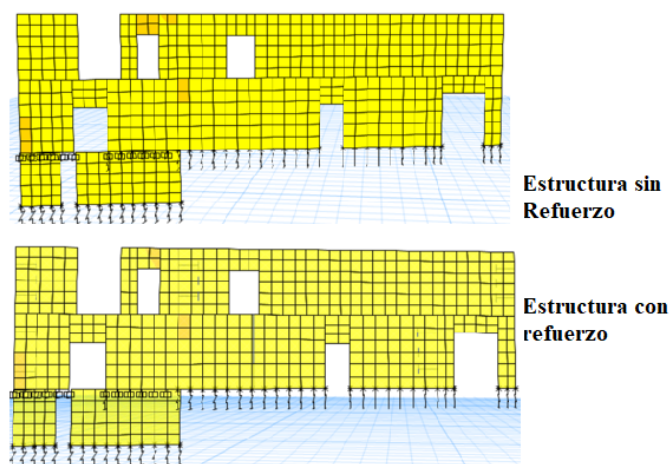 Estructura sin
Refuerzo
Estructura con
refuerzo